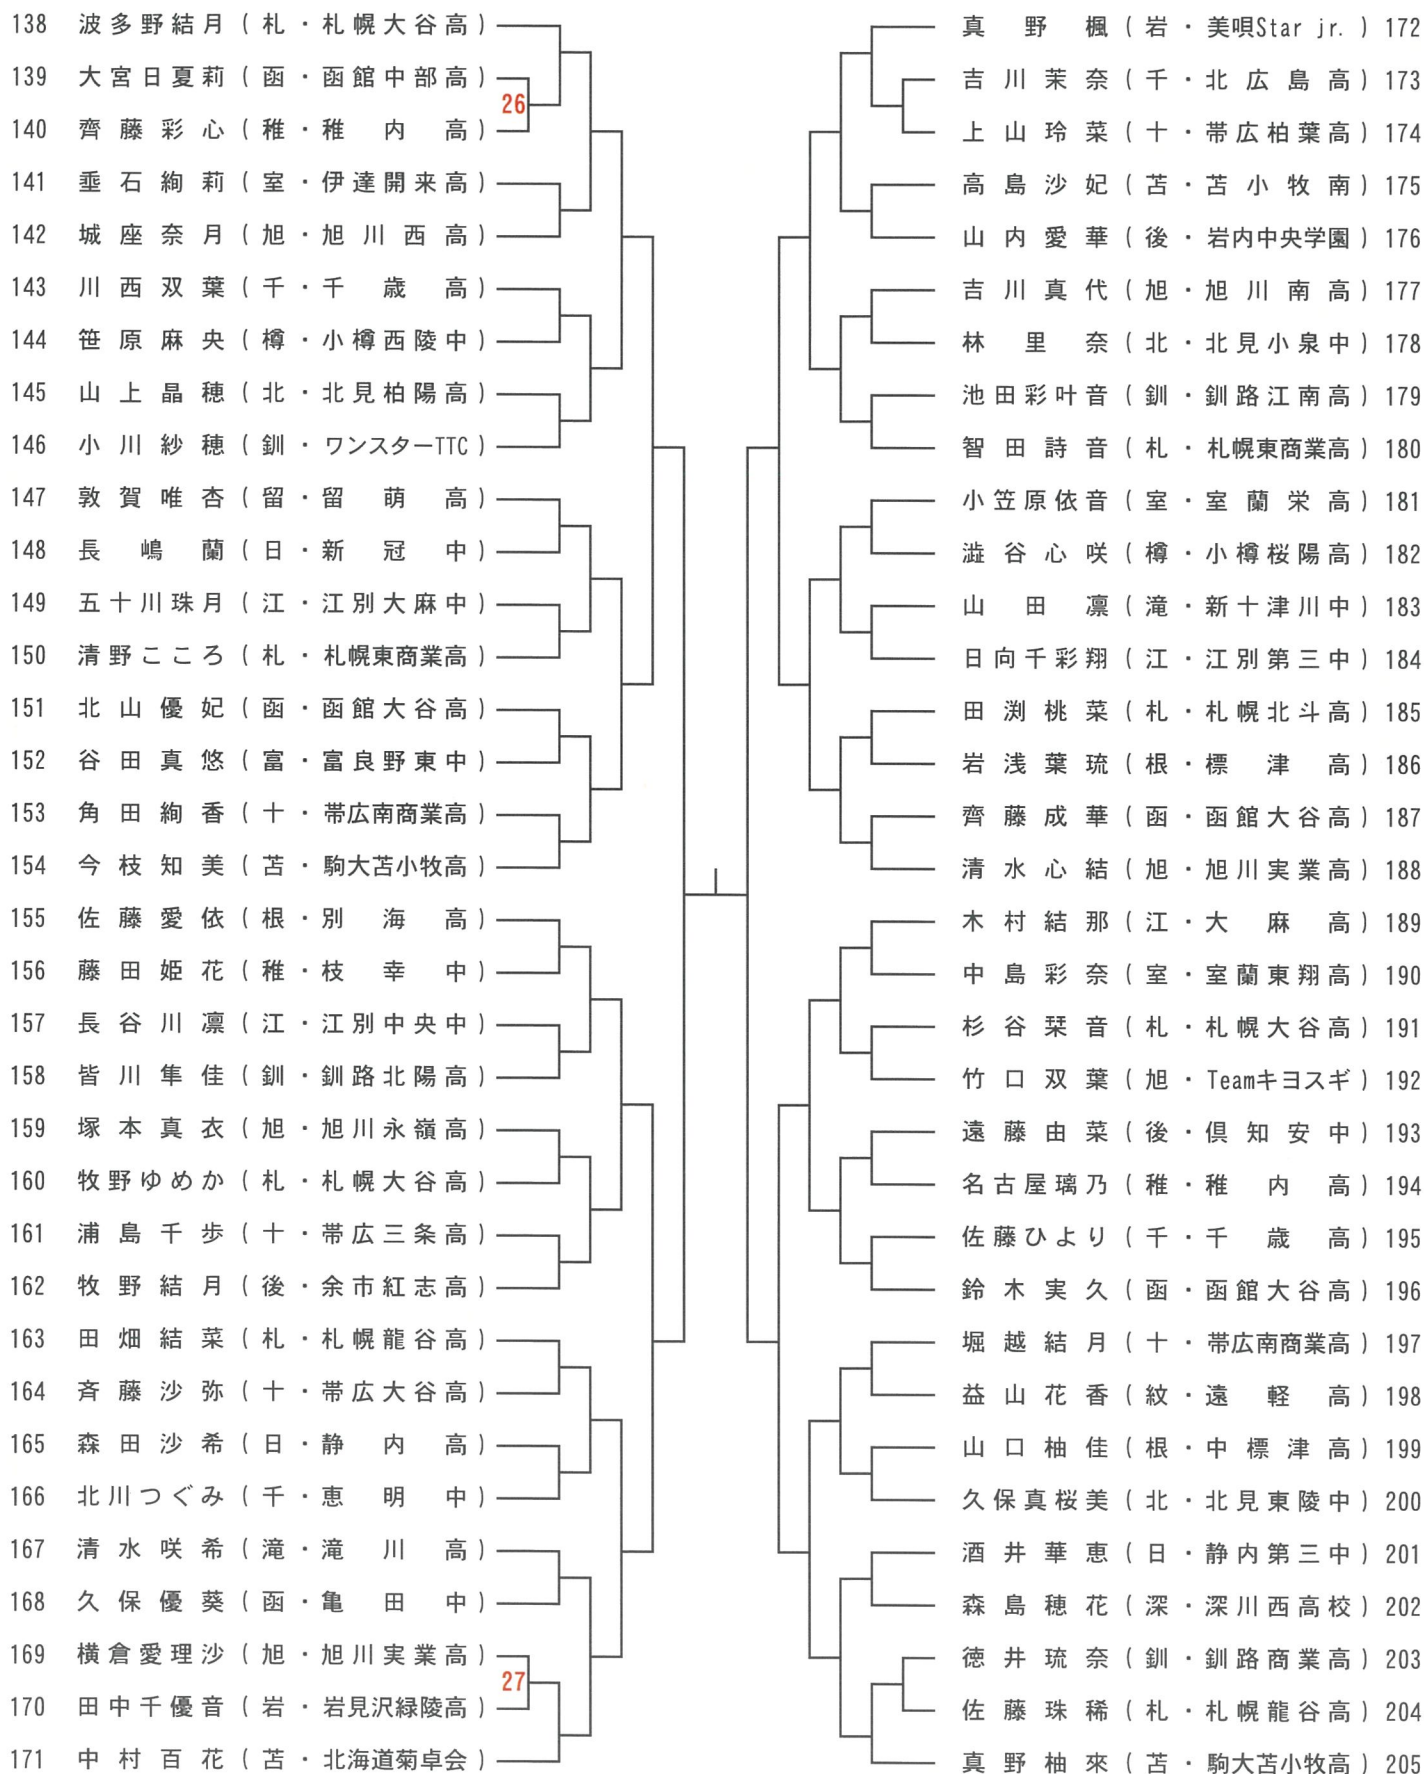 138 波多野結月 ( 札 ・ 札幌大谷高 )
139 大宮日夏莉 ( 函 ・ 函館中部高 )
26
140 齊藤彩心 ( 稚 ・ 稚内高 )
141 埀石絢莉 ( 室 ・ 伊達開来高 )
142 城座奈月 ( 旭 ・ 旭川西高 )
143 川西双葉 ( 千 ・ 千歳高 )
144 笹原麻央 ( 樽 ・ 小樽西陵中 )
145 山上晶穂 ( 北 ・ 北見柏陽高 )
146 小川紗穂 ( 釧 ・ ワンスターTTC )
147 敦賀唯杏 ( 留 ・ 留萌高 )
148 長嶋蘭 ( 日 ・ 新冠中 )
149 五十川珠月 ( 江 ・ 江別大麻中 )
150 清野こころ ( 札 ・ 札幌東商業高 )
151 北山優妃 ( 函 ・ 函館大谷高 )
152 谷田真悠 ( 富 ・ 富良野東中 )
153 角田絢香 ( 十 ・ 帯広南商業高 )
154 今枝知美 ( 苫 ・ 駒大苫小牧高 )
155 佐藤愛依 ( 根 ・ 別海高 )
156 藤田姫花 ( 稚 ・ 枝幸中 )
157 長谷川凛 ( 江 ・ 江別中央中 )
158 皆川隼佳 ( 釧 ・ 釧路北陽高 )
159 塚本真衣 ( 旭 ・ 旭川永嶺高 )
160 牧野ゆめか ( 札 ・ 札幌大谷高 )
161 浦島千歩 ( 十 ・ 帯広三条高 )
162 牧野結月 ( 後 ・ 余市紅志高 )
163 田畑結菜 ( 札 ・ 札幌龍谷高 )
164 斉藤沙弥 ( 十 ・ 帯広大谷高 )
165 森田沙希 ( 日 ・ 静内高 )
166 北川つぐみ ( 千 ・ 恵明中 )
167 清水咲希 ( 滝 ・ 滝川高 )
168 久保優葵 ( 函 ・ 亀田中 )
169 横倉愛理沙 ( 旭 ・ 旭川実業高 )
27
170 田中千優音 ( 岩 ・ 岩見沢緑陵高 )
171 中村百花 ( 苫 ・ 北海道菊卓会 )
真野楓 ( 岩 ・ 美唄Star jr. ) 172
吉川茉奈 ( 千 ・ 北広島高 ) 173
上山玲菜 ( 十 ・ 帯広柏葉高 ) 174
高島沙妃 ( 苫 ・ 苫小牧南 ) 175
山内愛華 ( 後 ・ 岩内中央学園 ) 176
吉川真代 ( 旭 ・ 旭川南高 ) 177
林里奈 ( 北 ・ 北見小泉中 ) 178
池田彩叶音 ( 釧 ・ 釧路江南高 ) 179
智田詩音 ( 札 ・ 札幌東商業高 ) 180
小笠原依音 ( 室 ・ 室蘭栄高 ) 181
澁谷心咲 ( 樽 ・ 小樽桜陽高 ) 182
山田凛 ( 滝 ・ 新十津川中 ) 183
日向千彩翔 ( 江 ・ 江別第三中 ) 184
田渕桃菜 ( 札 ・ 札幌北斗高 ) 185
岩浅葉琉 ( 根 ・ 標津高 ) 186
齊藤成華 ( 函 ・ 函館大谷高 ) 187
清水心結 ( 旭 ・ 旭川実業高 ) 188
木村結那 ( 江 ・ 大麻高 ) 189
中島彩奈 ( 室 ・ 室蘭東翔高 ) 190
杉谷栞音 ( 札 ・ 札幌大谷高 ) 191
竹口双葉 ( 旭 ・ Teamキヨスギ ) 192
遠藤由菜 ( 後 ・ 倶知安中 ) 193
名古屋璃乃 ( 稚 ・ 稚内高 ) 194
佐藤ひより ( 千 ・ 千歳高 ) 195
鈴木実久 ( 函 ・ 函館大谷高 ) 196
堀越結月 ( 十 ・ 帯広南商業高 ) 197
益山花香 ( 紋 ・ 遠軽高 ) 198
山口柚佳 ( 根 ・ 中標津高 ) 199
久保真桜美 ( 北 ・ 北見東陵中 ) 200
酒井華恵 ( 日 ・ 静内第三中 ) 201
森島穂花 ( 深 ・ 深川西高校 ) 202
徳井琉奈 ( 釧 ・ 釧路商業高 ) 203
佐藤珠稀 ( 札 ・ 札幌龍谷高 ) 204
真野柚來 ( 苫 ・ 駒大苫小牧高 ) 205